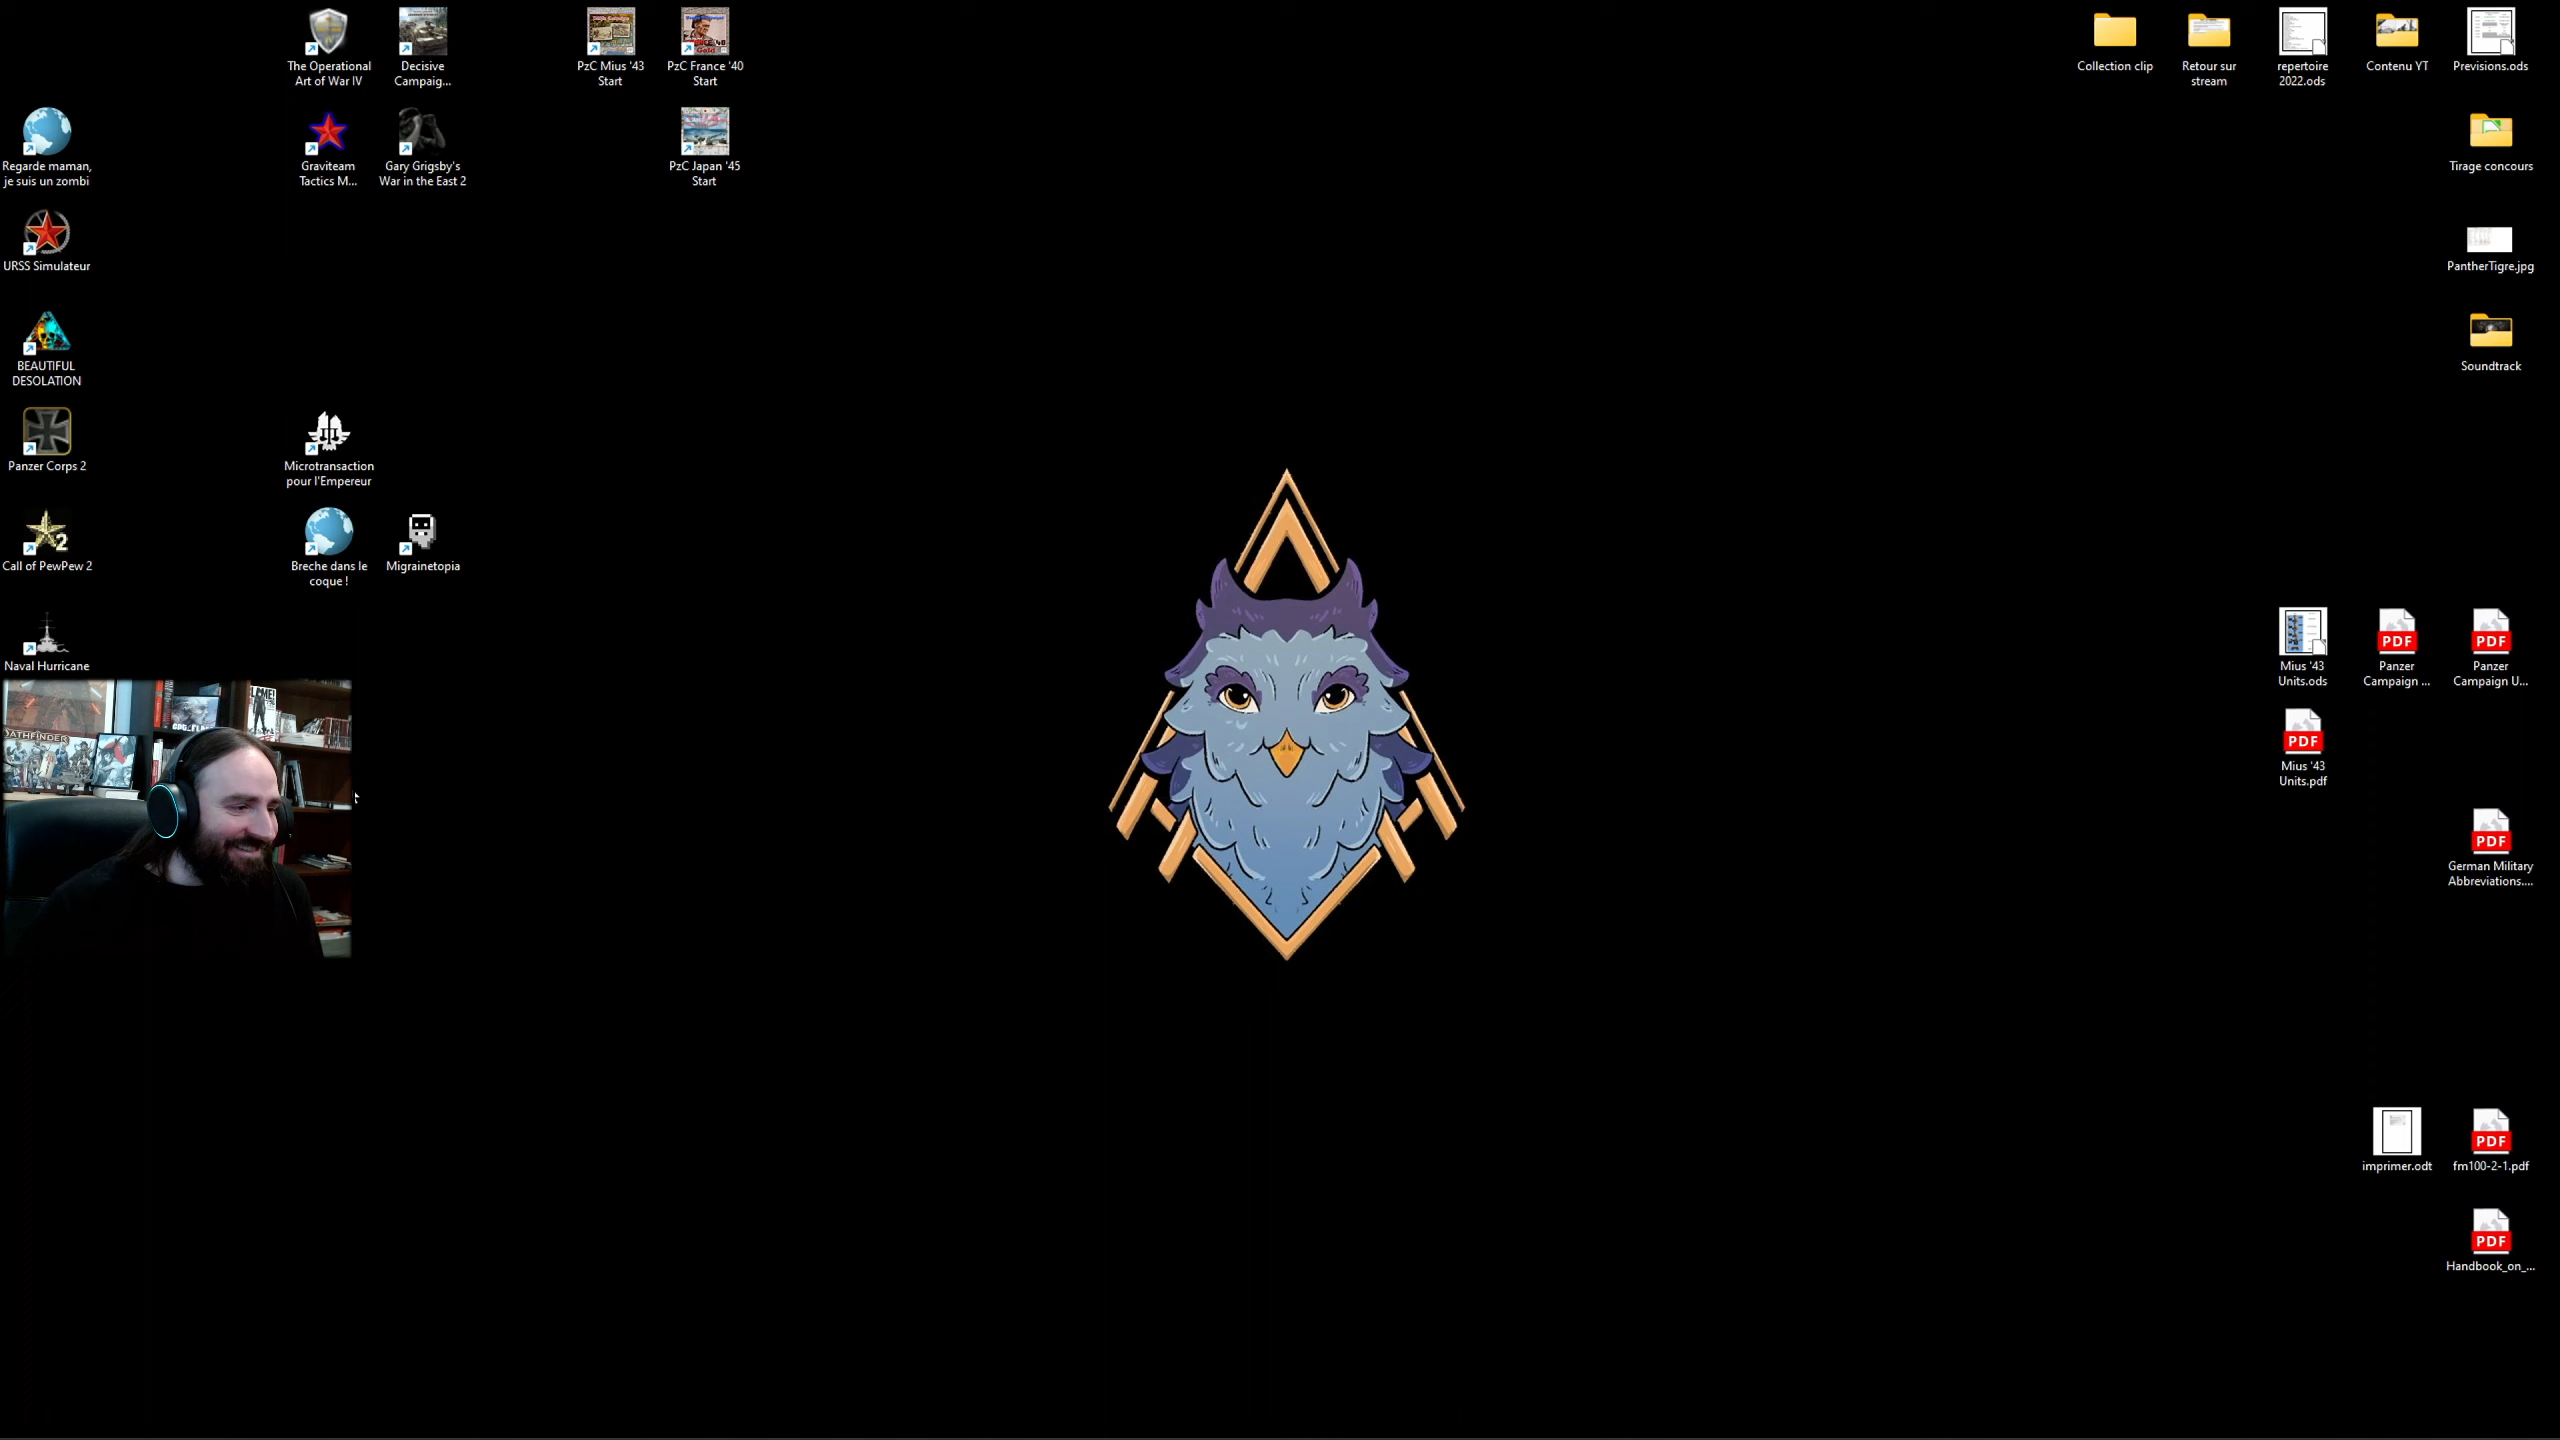 The Operational
Art of War IV
Decisive
Campaig...
PzC Mius '43
Start
PzC France '40
Start
Collection clip
Retour sur
stream
repertoire
2022.ods
Contenu YT
Previsions.ods
Regarde maman,
je suis un zombi
Graviteam
Tactics M...
Gary Grigsby's
War in the East 2
PzC Japan '45
Start
Tirage concours
URSS Simulateur
PantherTigre.jpg
BEAUTIFUL
DESOLATION
Soundtrack
Panzer Corps 2
Microtransaction
pour l'Empereur
2
Call of PewPew 2
Breche dans le
coque !
Migrainetopia
Naval Hurricane
Mius '43
Units.ods
PDF
Panzer
Campaign ...
PDF
Panzer
Campaign U...
PDF
Mius '43
Units.pdf
PATHFINDER
PDF
German Military
Abbreviations....
imprimer.odt
PDF
fm100-2-1.pdf
PDF
Handbook_on_...